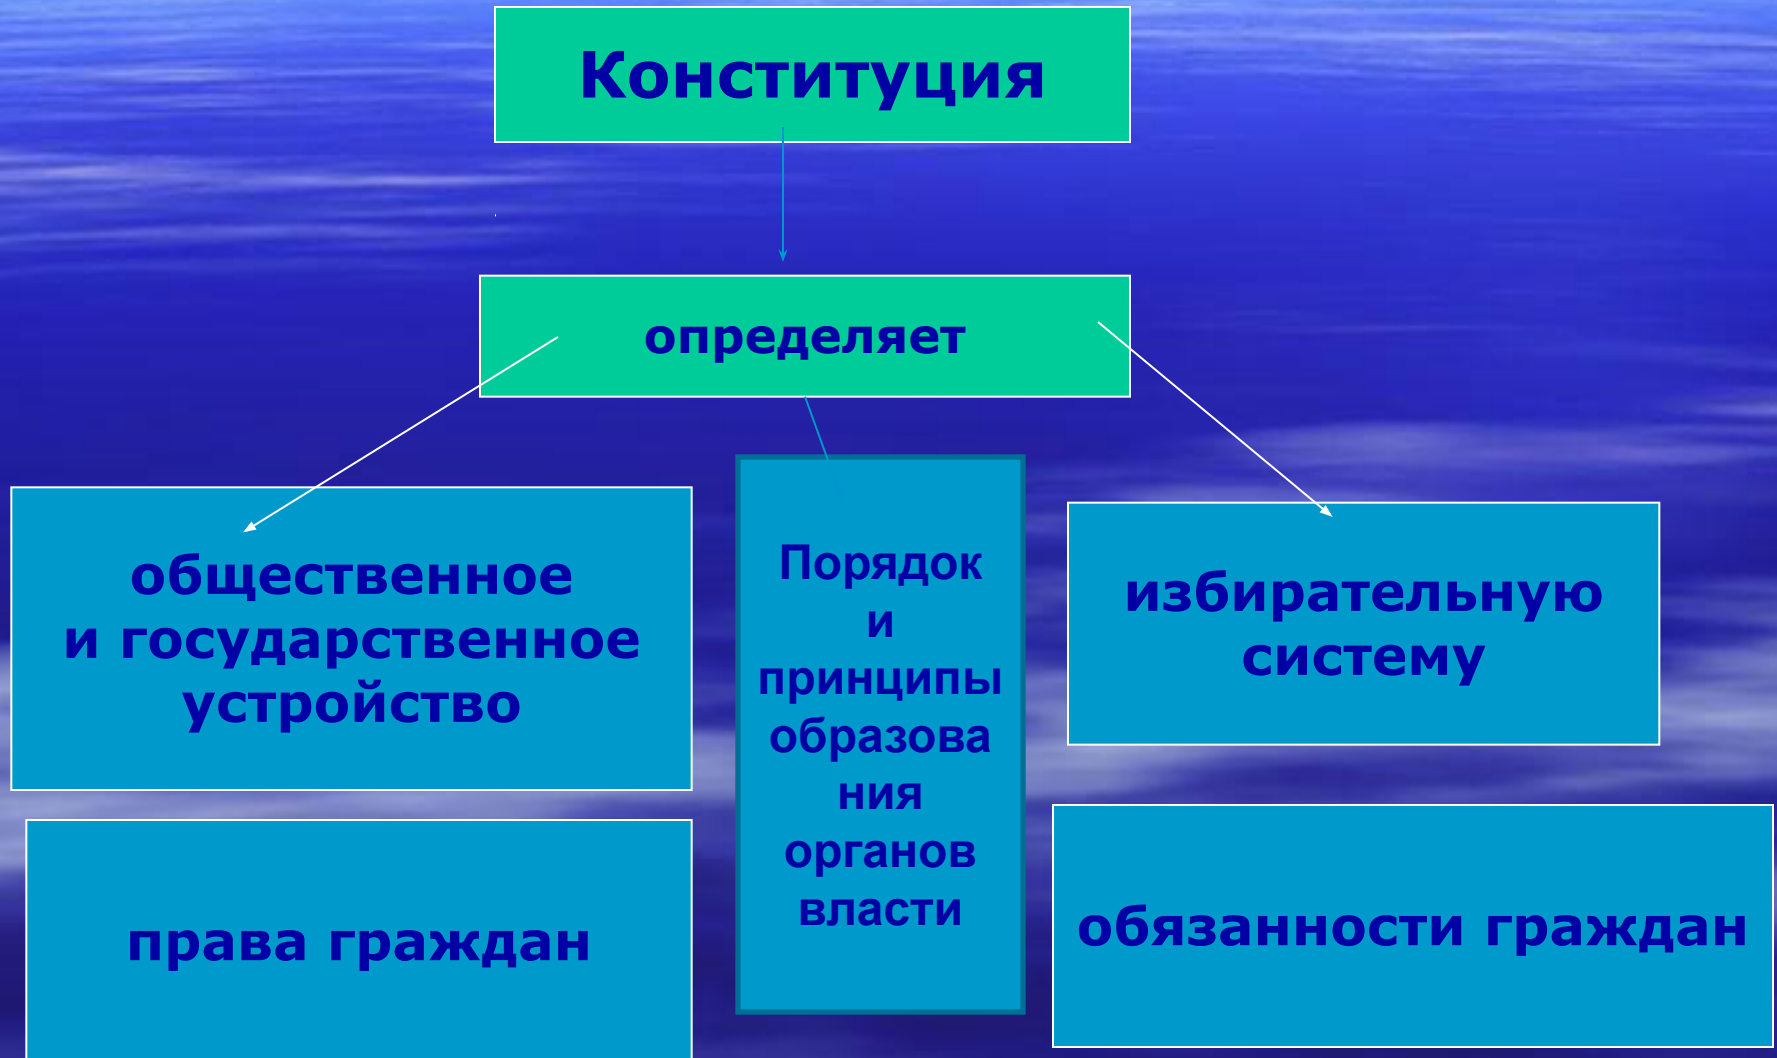 Конституция
определяет
общественное
и государственное
устройство
Порядок
и
принципы
образова
ния
органов
власти
избирательную
систему
права граждан
обязанности граждан